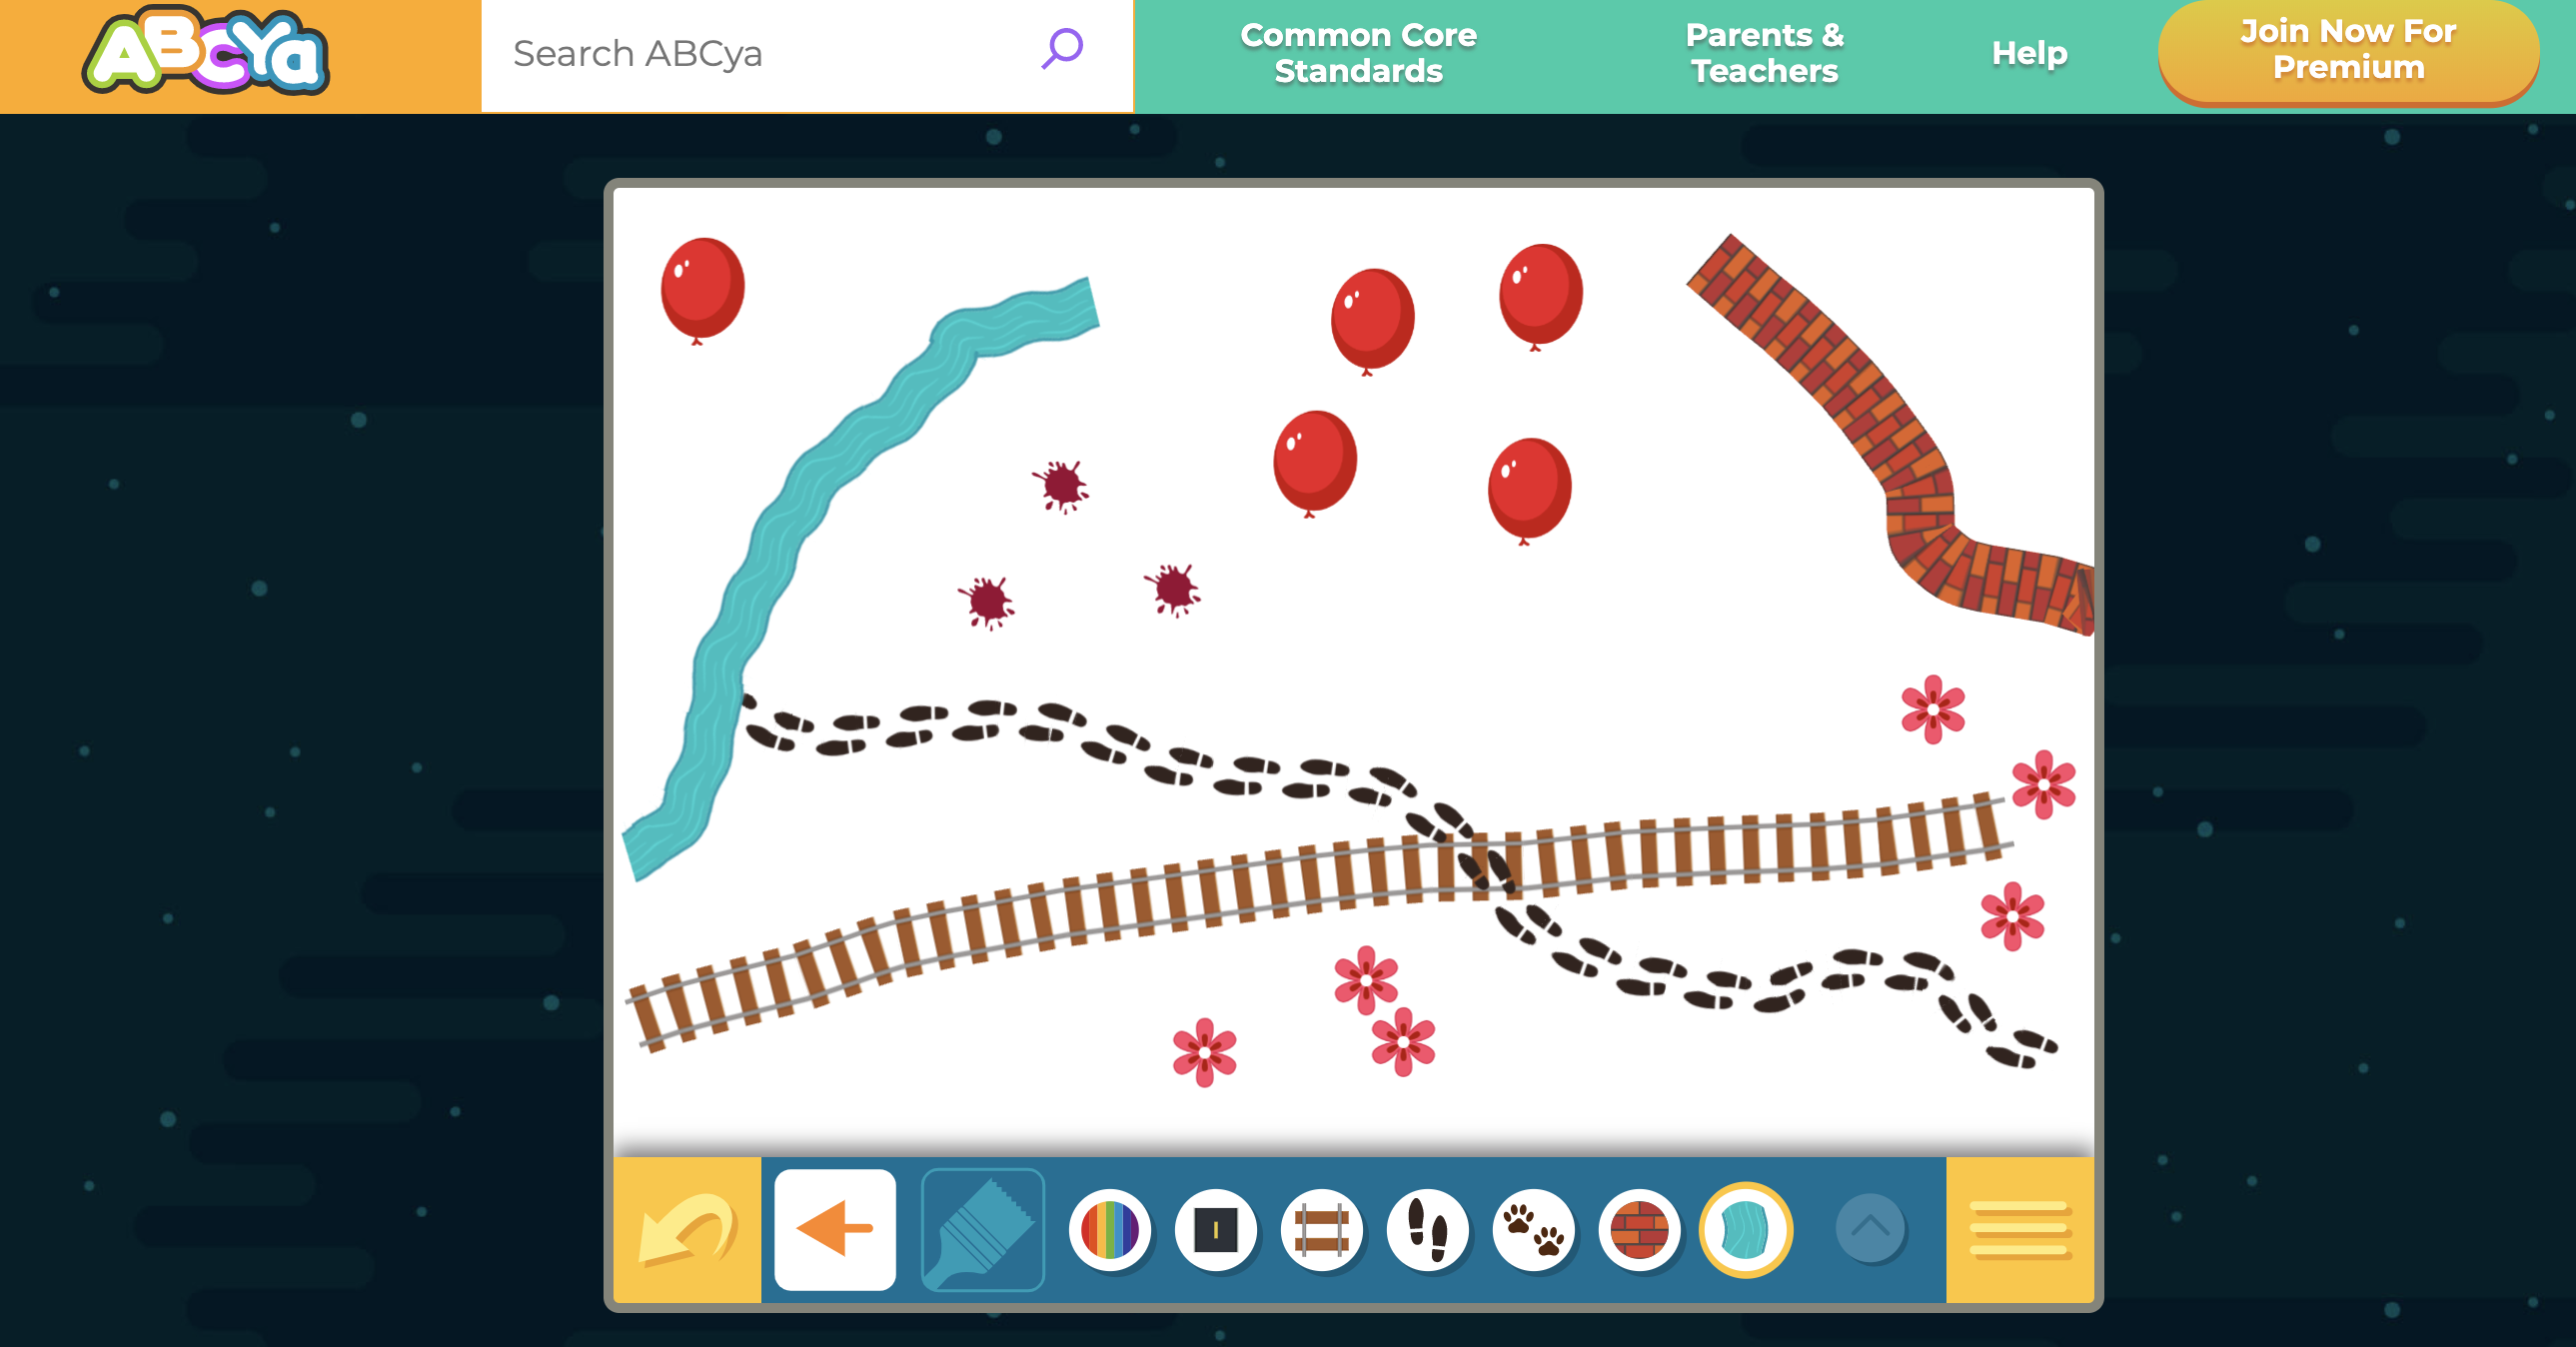 ABCYa
Search ABCya
Common Core
Standards
Parents &
Teachers
Help
Join Now For
Premium